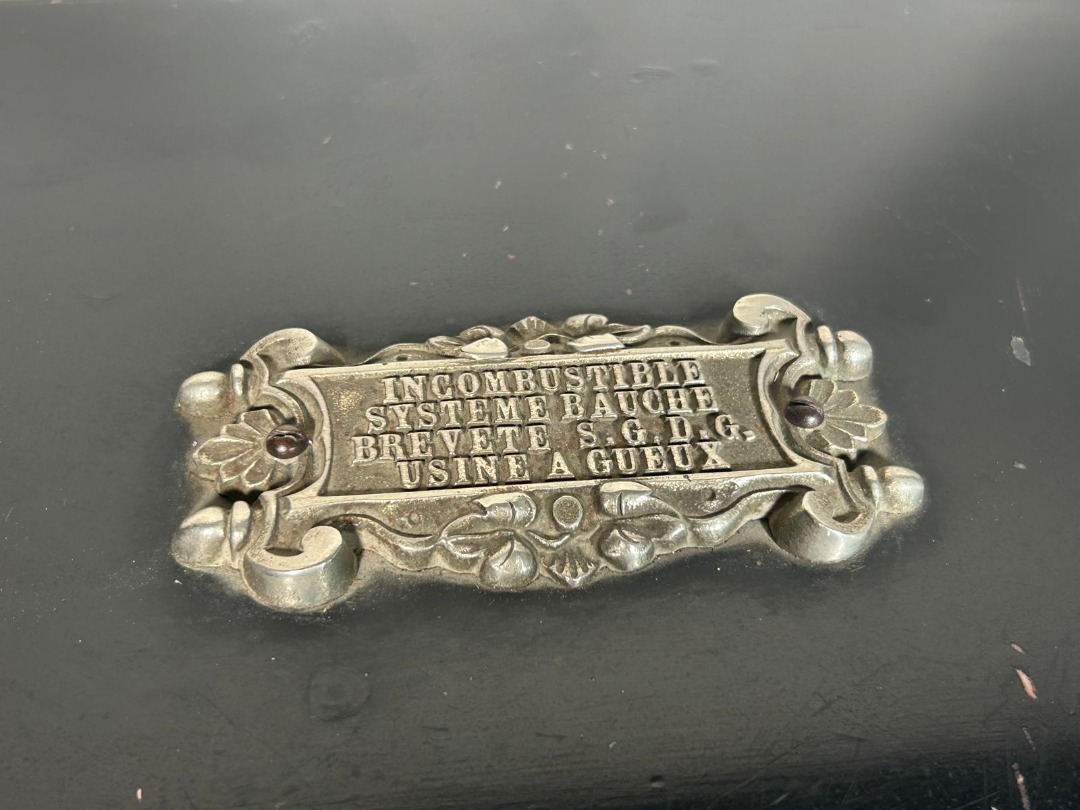 INCOMBUSTIBLE
SYSTEME BAUCHE
BREVETE S.G.D.G.
USINE A GUEUX